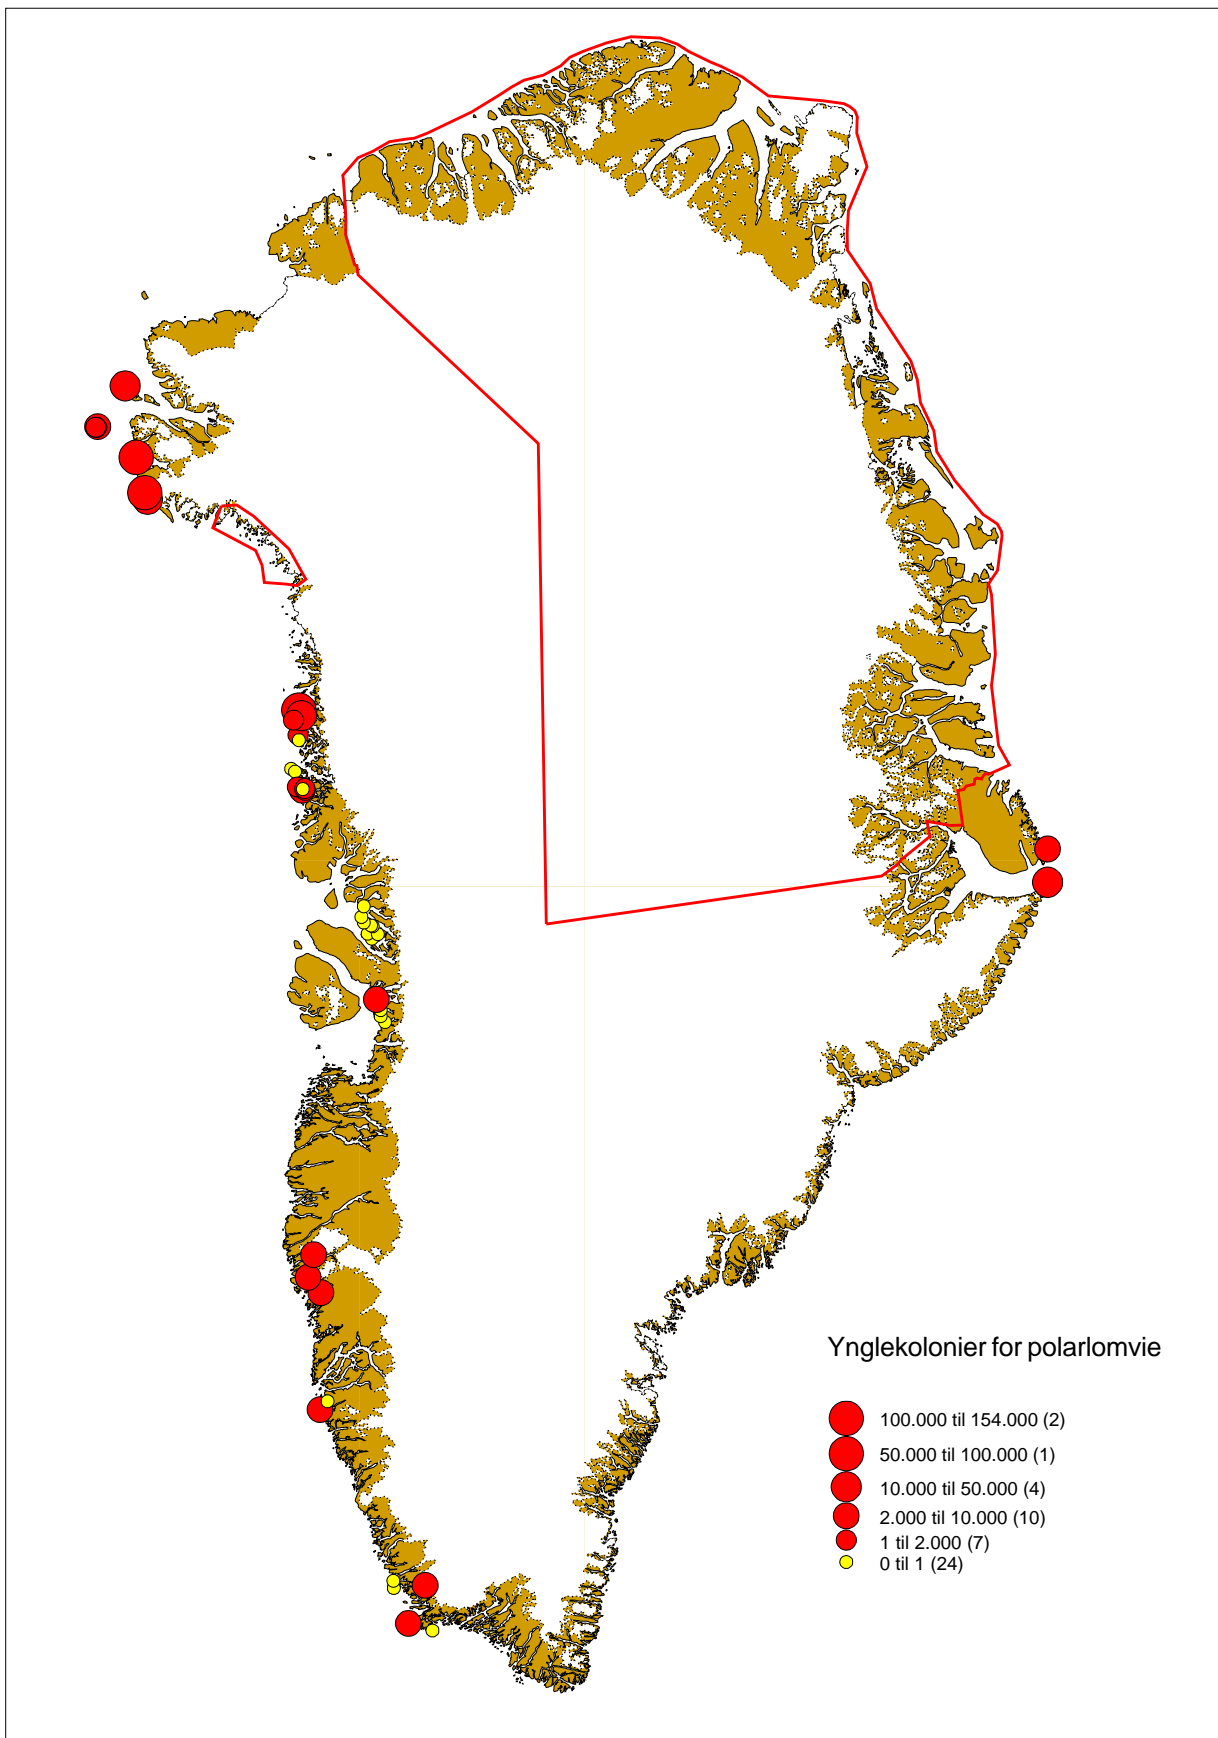 Ynglekolonier for polarlomvie
100.000 til 154.000 (2)
50.000 til 100.000 (1)
10.000 til 50.000 (4)
2.000 til 10.000 (10)
1 til 2.000 (7)
0 til 1 (24)